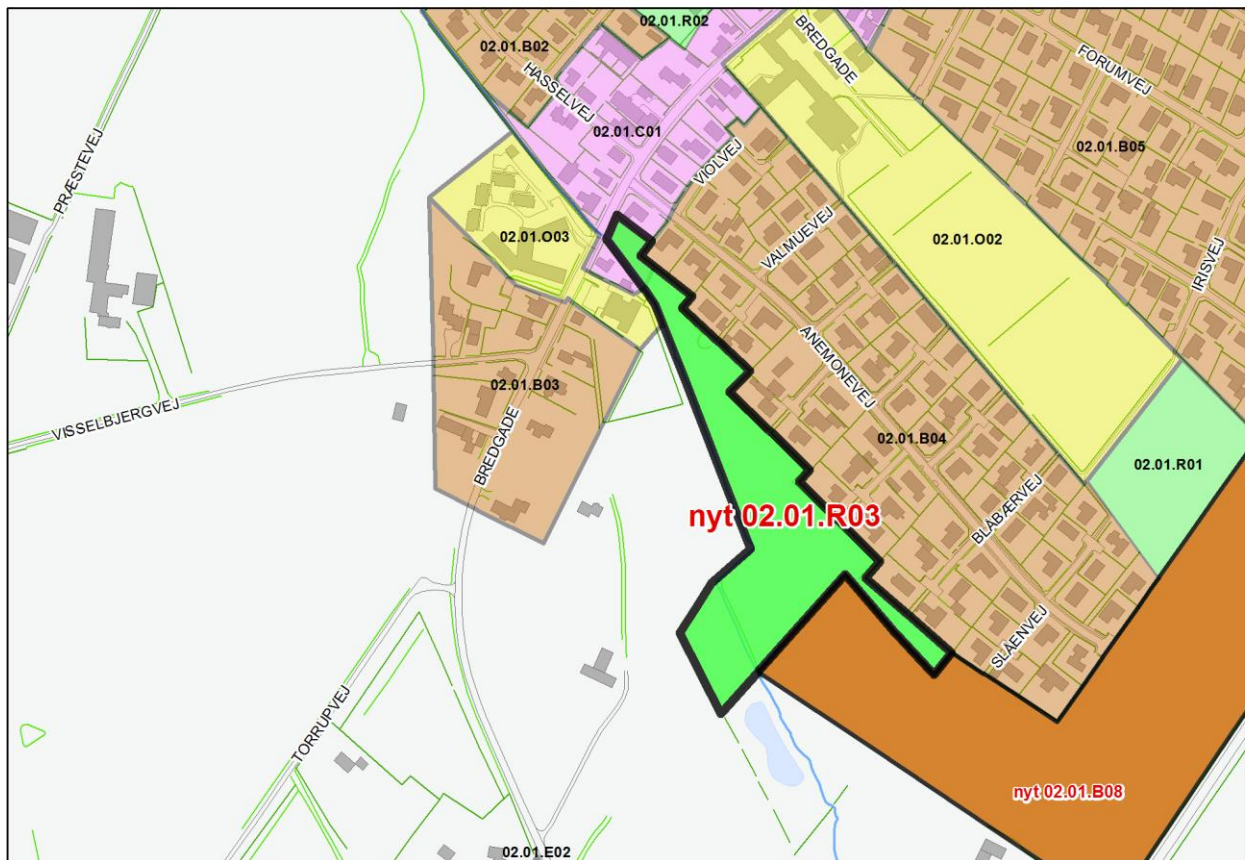 02.01.R02
BREDGADE
02.01.B02
FORUMVEJ
HASSELVEJ
02.01.C01
02.01.B05
PRÆSTEVEJ
VIOLVEJ
02.01.O03
VALMUEVEJ
02.01.O02
IRISVEJ
ANEMONEVEJ
02.01.B03
VISSELBJERGVEJ
BREDGADE
02.01.B04
02.01.R01
nyt 02.01.R03
BLÅBÆRVEJ
SLÅENVEJ
TORRUPVEJ
nyt 02.01.B08
02.01.E02